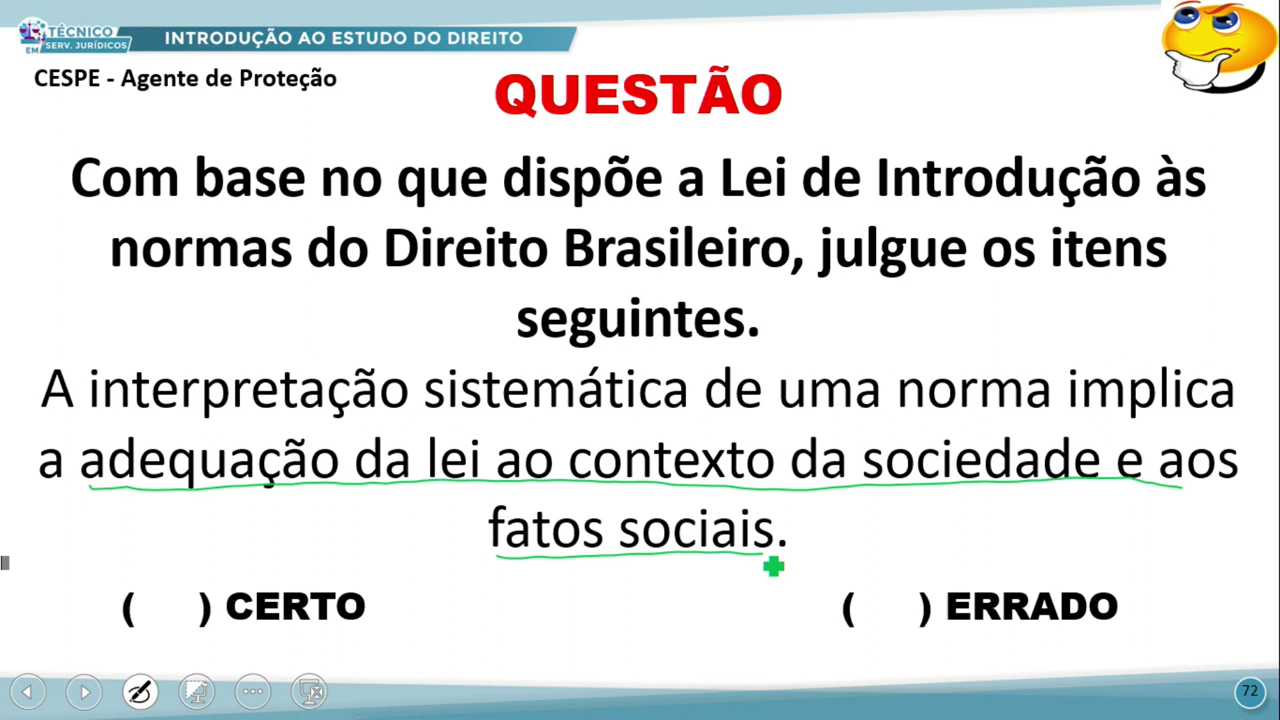 TÉCNICO
EM SERV. JURÍDICOS
INTRODUÇÃO AO ESTUDO DO DIREITO
CESPE - Agente de Proteção
QUESTÃO
Com base no que dispõe a Lei de Introdução às
normas do Direito Brasileiro, julgue os itens
seguintes.
A interpretação sistemática de uma norma implica
a adequação da lei ao contexto da sociedade e aos
fatos sociais.
( ) CERTO
( ) ERRADO
72